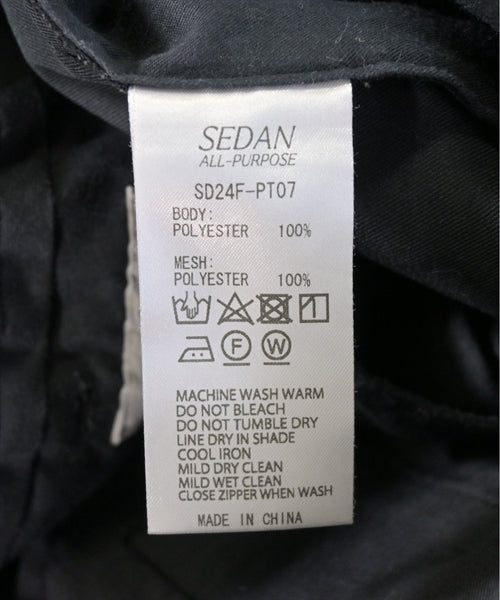 SEDAN
ALL-PURPOSE
SD24F-PT07
BODY:
POLYESTER 100%
MESH:
POLYESTER 100%
F W
MACHINE WASH WARM
DO NOT BLEACH
DO NOT TUMBLE DRY
LINE DRY IN SHADE
COOL IRON
MILD DRY CLEAN
MILD WET CLEAN
CLOSE ZIPPER WHEN WASH
MADE IN CHINA